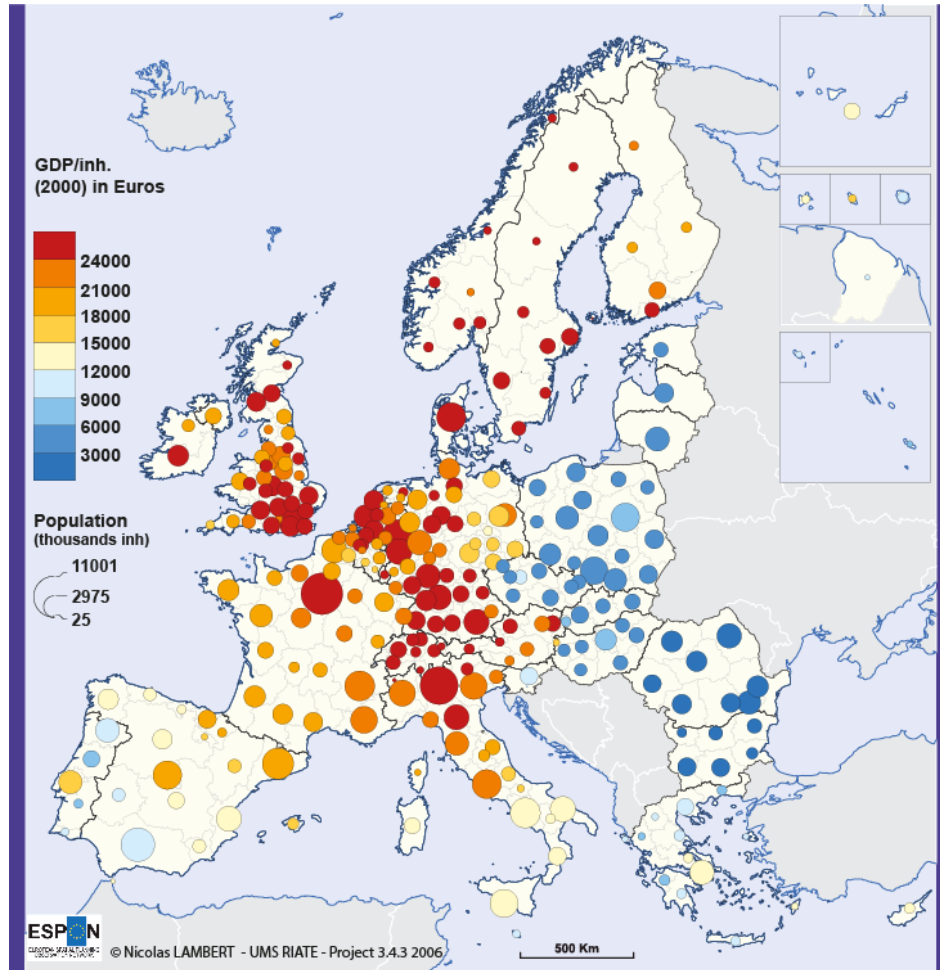 GDP/inh.
(2000) in Euros
24000
21000
18000
15000
12000
9000
6000
3000
Population
(thousands inh)
11001
2975
25
ESPON
© Nicolas LAMBERT - UMS RIATE - Project 3.4.3 2006
500 Km